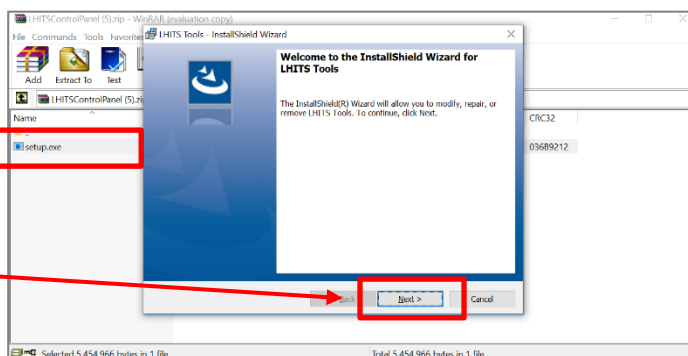 LHITSControlPanel (5).zip - WinRAR (evaluation copy)
File Commands Tools Favorites
Add Extract To Test
LHITSControlPanel (5).zip
Name CRC32
..
setup.exe 036B9212
LHITS Tools - InstallShield Wizard
Welcome to the InstallShield Wizard for
LHITS Tools
The InstallShield(R) Wizard will allow you to modify, repair, or
remove LHITS Tools. To continue, click Next.
Next > Cancel
Selected 5,454,966 bytes in 1 file Total 5,454,966 bytes in 1 file